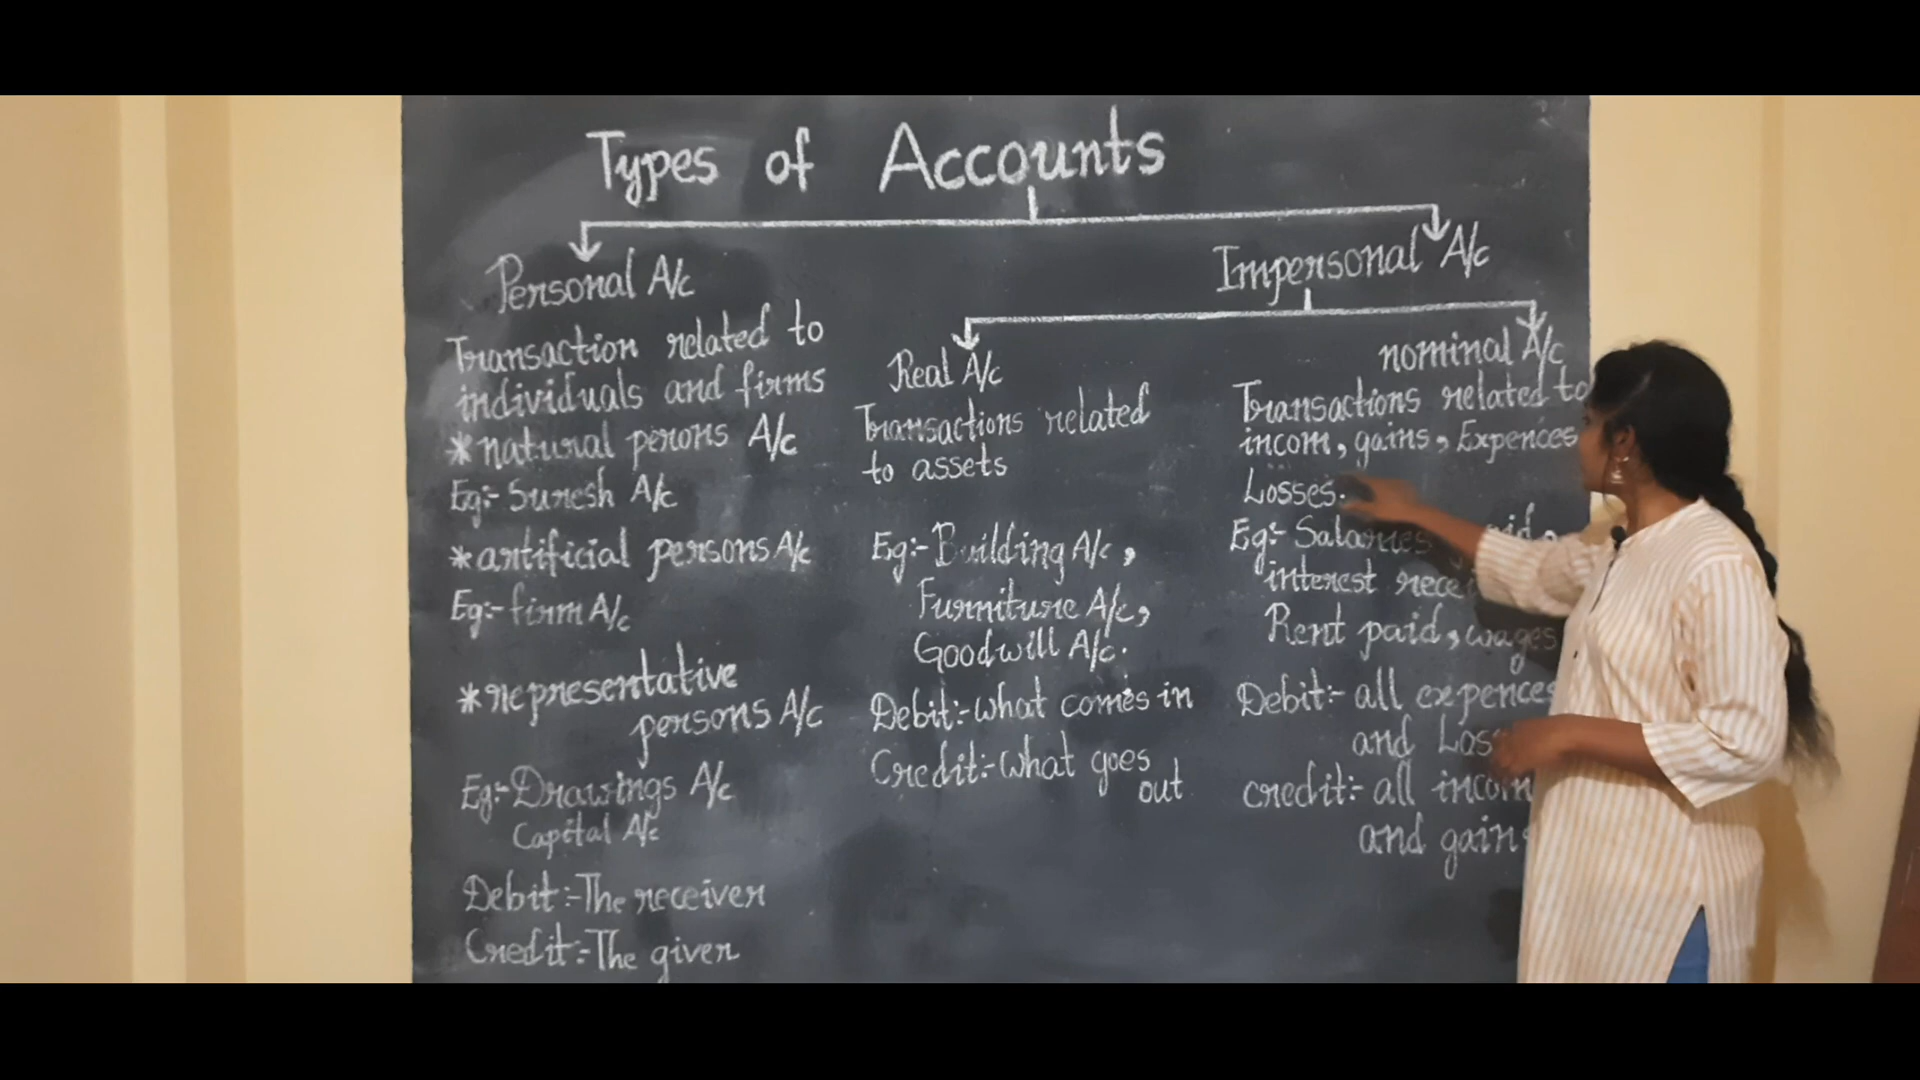 Types of Accounts
Personal A/c
Transaction related to
individuals and firms
*natural perons A/c
Eg:- Suresh A/c
*artificial persons A/c
Eg:- firm A/c
*representative
persons A/c
Eg:- Drawings A/c
Capital A/c
Debit:- The receiver
Credit:- The giver
Impersonal A/c
Real A/c
Transactions related
to assets
Eg:- Building A/c,
Furniture A/c,
Goodwill A/c.
Debit:- what comes in
Credit:- what goes
out
nominal A/c
Transactions related to
incom, gains, Expences
Losses.
Eg:- Salaries
interest
Rent paid, wages
Debit:- all expences
and
credit:- all incom
and gain